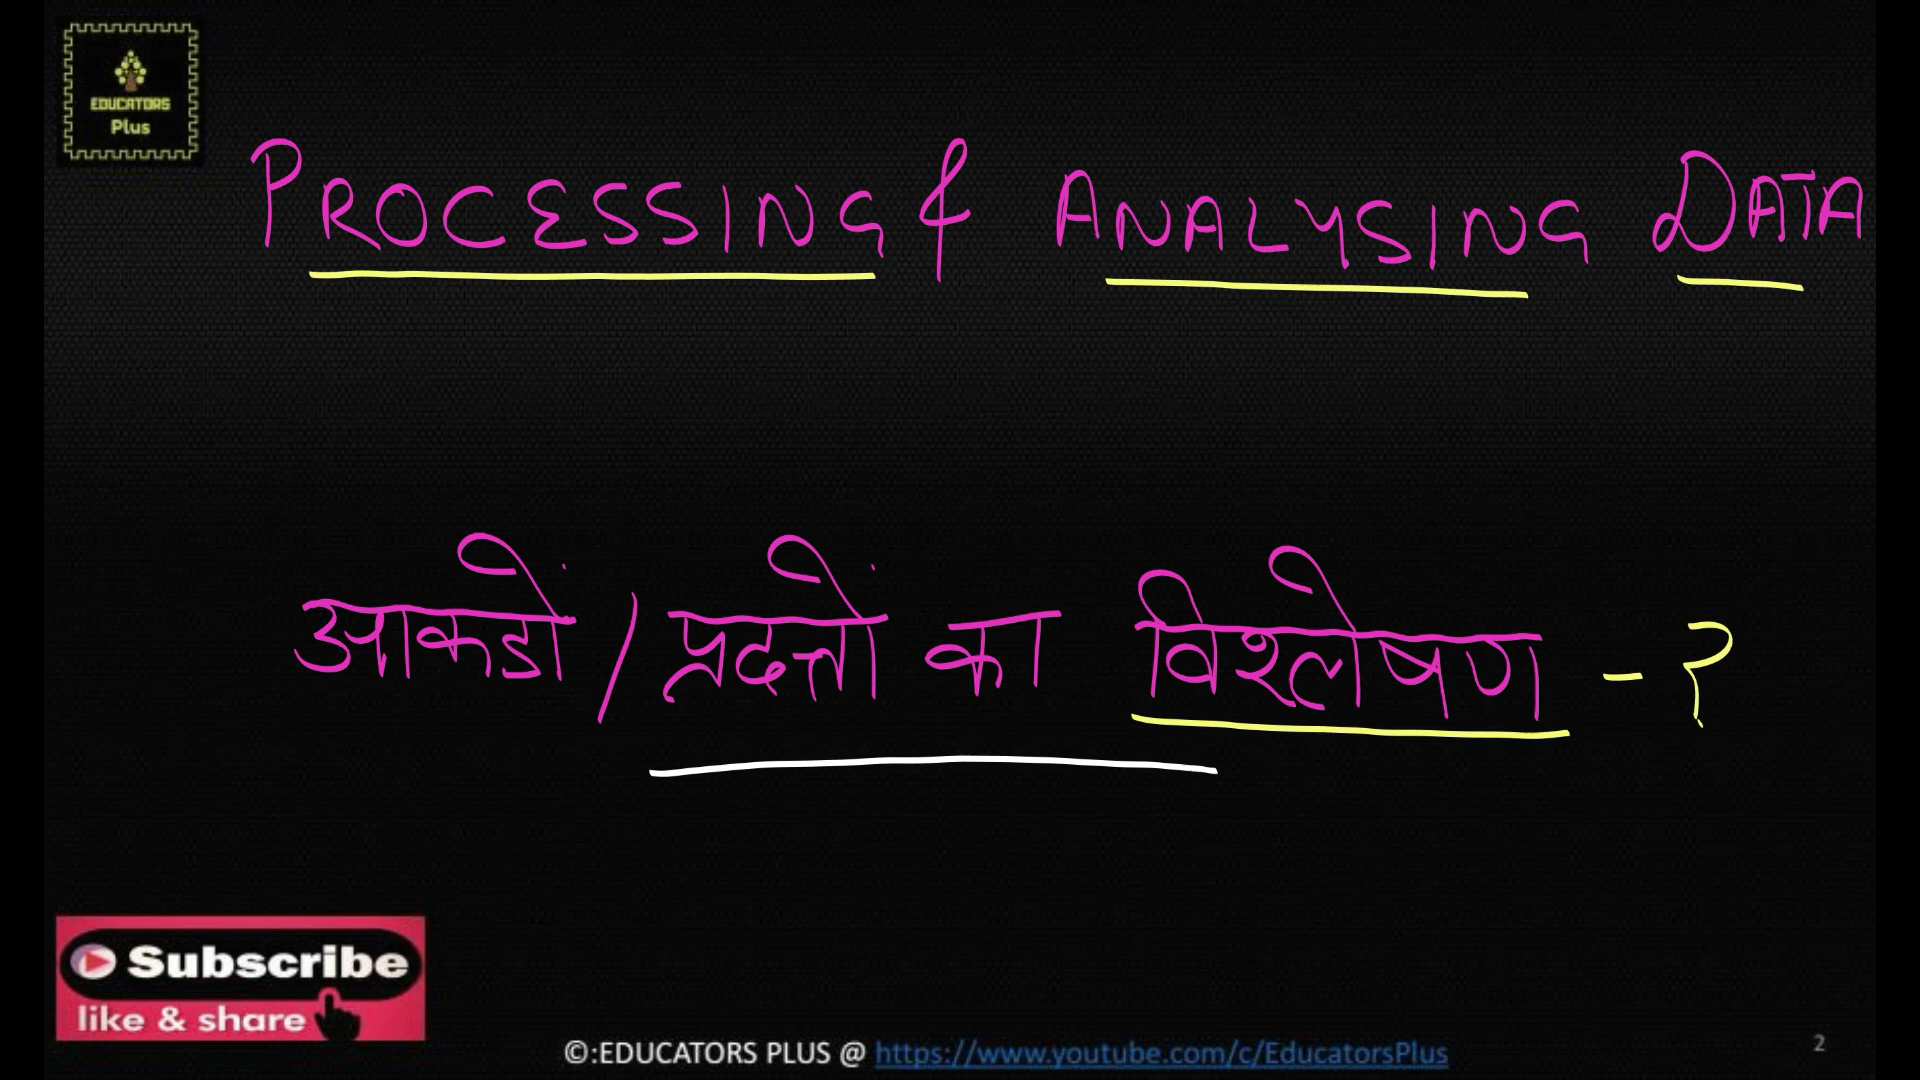 EDUCATORS
Plus
PROCESSING & ANALYSING DATA
आकडों / प्रदत्तों का विश्लेषण - ?
Subscribe
like & share
©:EDUCATORS PLUS @ https://www.youtube.com/c/EducatorsPlus
2